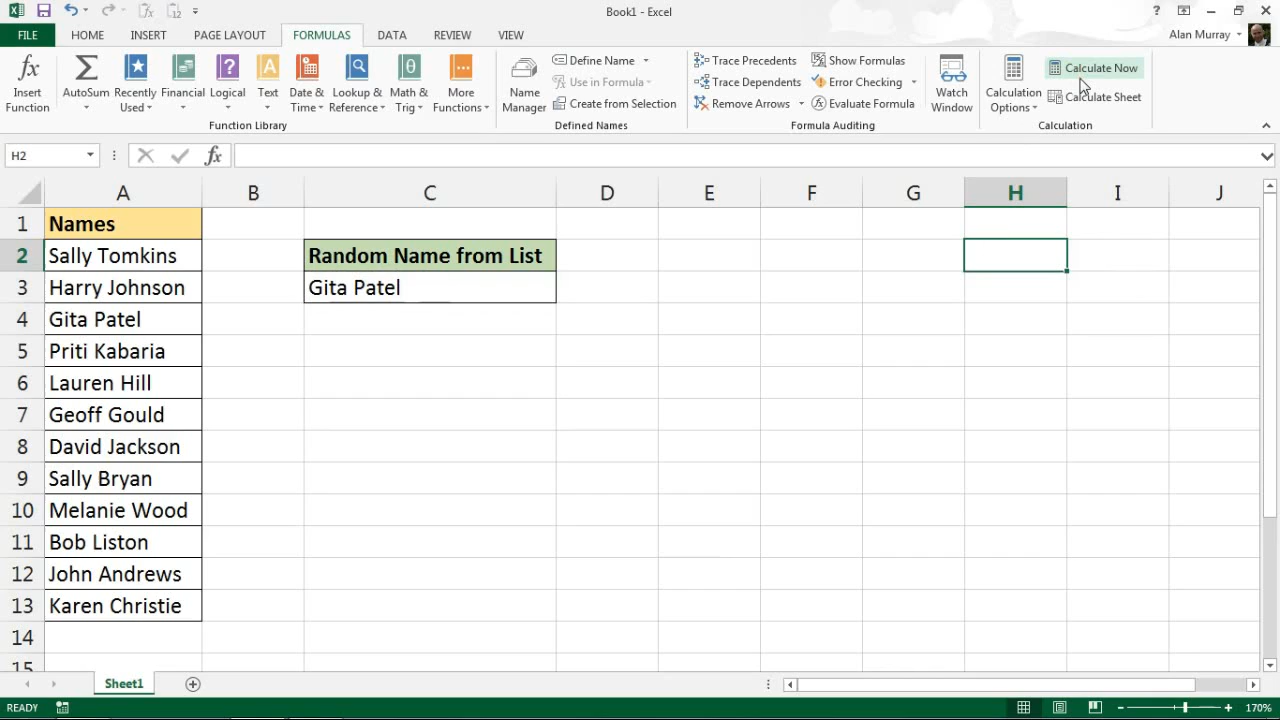 Book1 - Excel
FILE HOME INSERT PAGE LAYOUT FORMULAS DATA REVIEW VIEW Alan Murray
Insert Function
AutoSum
Recently Used
Financial
Logical
Text
Date & Time
Lookup & Reference
Math & Trig
More Functions
Function Library
Name Manager
Define Name
Use in Formula
Create from Selection
Defined Names
Trace Precedents
Trace Dependents
Remove Arrows
Show Formulas
Error Checking
Evaluate Formula
Formula Auditing
Watch Window
Calculation Options
Calculate Now
Calculate Sheet
Calculation
H2
A B C D E F G H I J
1 Names
2 Sally Tomkins Random Name from List
3 Harry Johnson Gita Patel
4 Gita Patel
5 Priti Kabaria
6 Lauren Hill
7 Geoff Gould
8 David Jackson
9 Sally Bryan
10 Melanie Wood
11 Bob Liston
12 John Andrews
13 Karen Christie
14
15
Sheet1
READY 170%